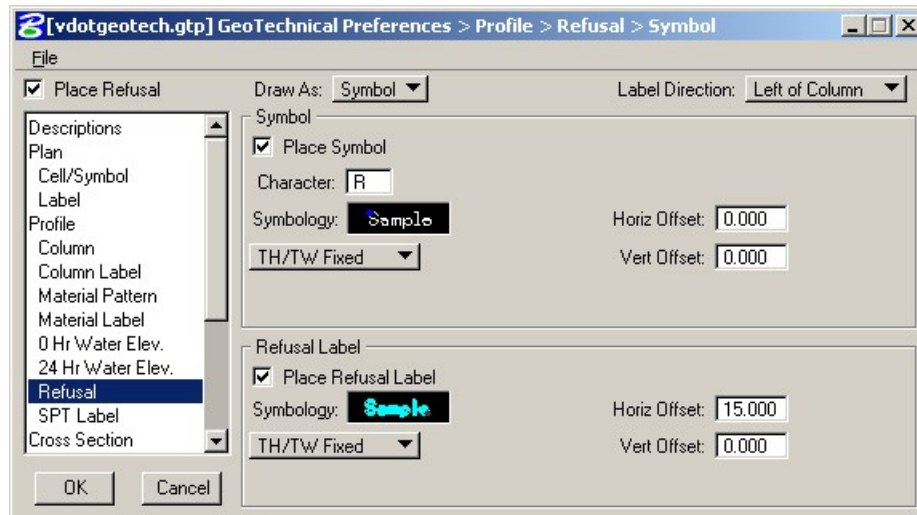 [vdotgeotech.gtp] GeoTechnical Preferences > Profile > Refusal > Symbol
File
Place Refusal
Draw As: Symbol
Label Direction: Left of Column
Descriptions
Plan
Cell/Symbol
Label
Profile
Column
Column Label
Material Pattern
Material Label
0 Hr Water Elev.
24 Hr Water Elev.
Refusal
SPT Label
Cross Section
OK
Cancel
Symbol
Place Symbol
Character: R
Symbology: Sample
Horiz Offset: 0.000
TH/TW Fixed
Vert Offset: 0.000
Refusal Label
Place Refusal Label
Symbology: Sample
Horiz Offset: 15.000
TH/TW Fixed
Vert Offset: 0.000